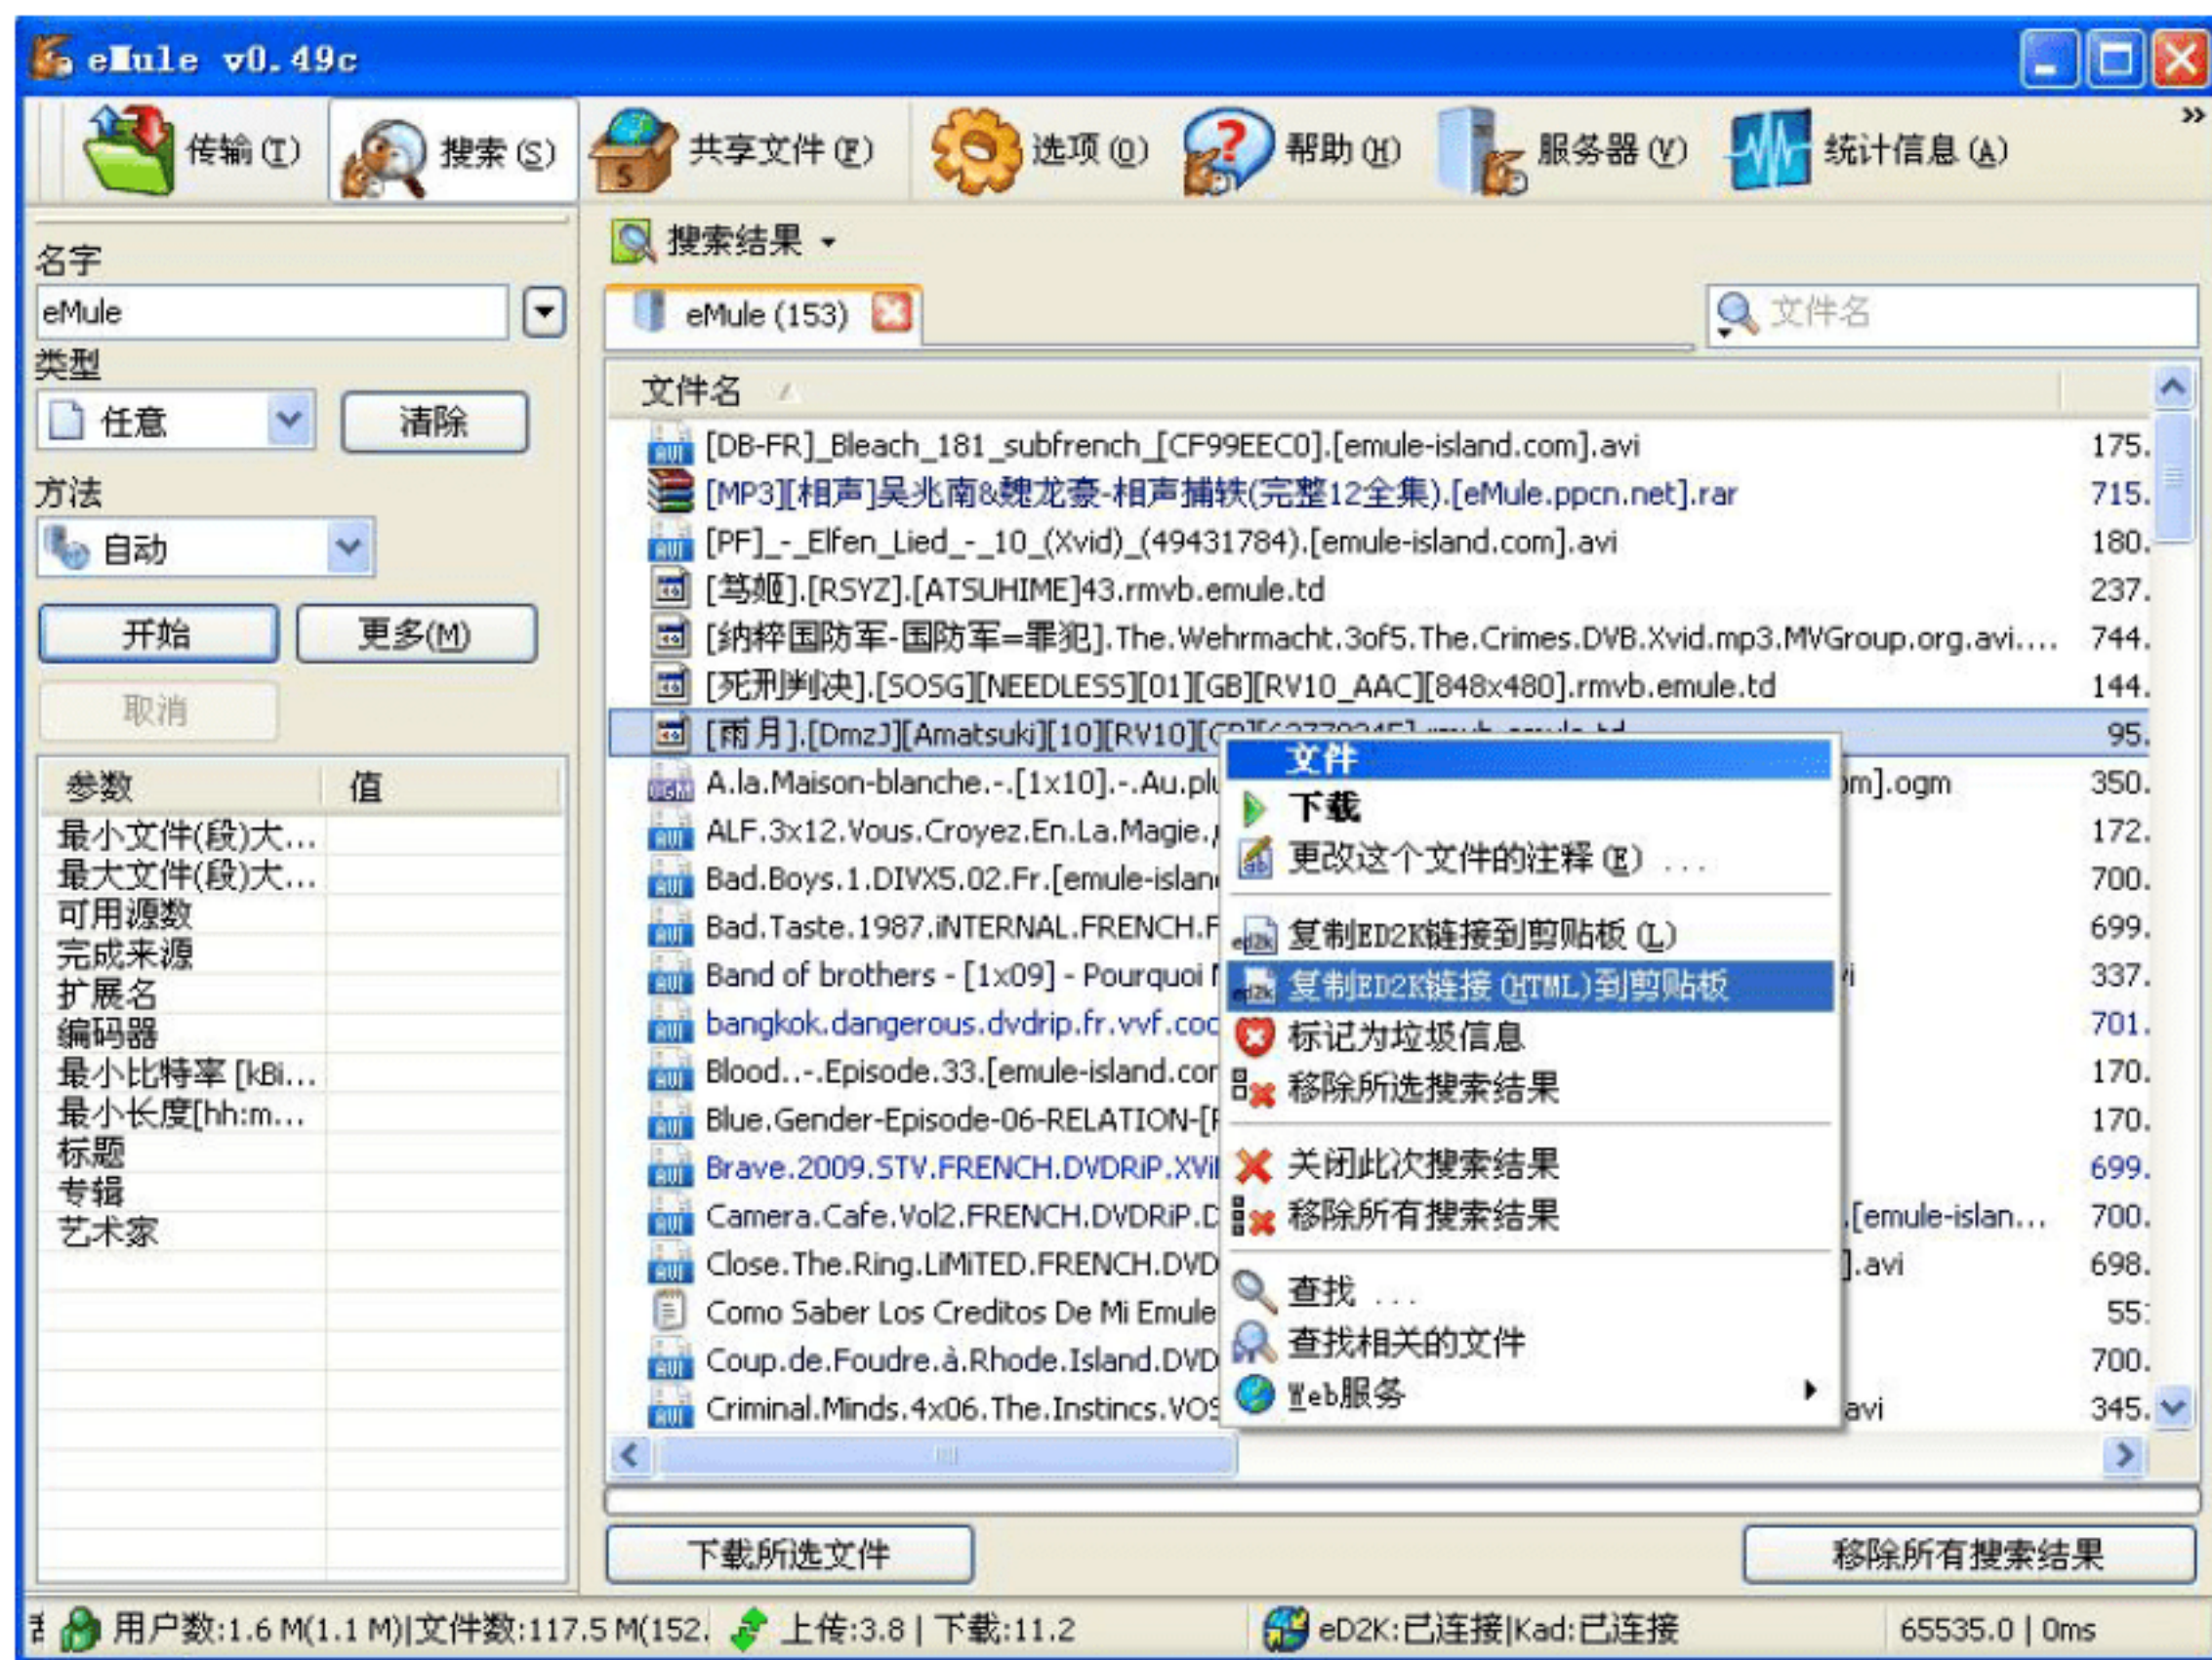 eMule v0.49c
传输(T) 搜索(S) 共享文件(F) 选项(O) 帮助(H) 服务器(V) 统计信息(A) »
名字
eMule
类型
任意 清除
方法
自动
开始 更多(M)
取消
参数 值
最小文件(段)大...
最大文件(段)大...
可用源数
完成来源
扩展名
编码器
最小比特率 [kBi...
最小长度[hh:m...
标题
专辑
艺术家
搜索结果
eMule (153) 文件名
文件名
[DB-FR]_Bleach_181_subfrench_[CF99EEC0].[emule-island.com].avi 175.
[MP3][相声]吴兆南&魏龙豪-相声捕轶(完整12全集).[eMule.ppcn.net].rar 715.
[PF]_-_Elfen_Lied_-_10_(Xvid)_(49431784).[emule-island.com].avi 180.
[笃姬].[RSYZ].[ATSUHIME]43.rmvb.emule.td 237.
[纳粹国防军-国防军=罪犯].The.Wehrmacht.3of5.The.Crimes.DVB.Xvid.mp3.MVGroup.org.avi.... 744.
[死刑判决].[SOSG][NEEDLESS][01][GB][RV10_AAC][848x480].rmvb.emule.td 144.
[雨月].[DmzJ][Amatsuki][10][RV10] 95.
A.la.Maison-blanche.-.[1x10].-.Au.plu m].ogm 350.
ALF.3x12.Vous.Croyez.En.La.Magie. 172.
Bad.Boys.1.DIVX5.02.Fr.[emule-islan 700.
Bad.Taste.1987.iNTERNAL.FRENCH.F 699.
Band of brothers - [1x09] - Pourquoi i 337.
bangkok.dangerous.dvdrip.fr.vvf.coc 701.
Blood..-.Episode.33.[emule-island.cor 170.
Blue.Gender-Episode-06-RELATION-[F 170.
Brave.2009.STV.FRENCH.DVDRiP.XVi 699.
Camera.Cafe.Vol2.FRENCH.DVDRiP.D .[emule-islan... 700.
Close.The.Ring.LiMiTED.FRENCH.DVD ].avi 698.
Como Saber Los Creditos De Mi Emule 55
Coup.de.Foudre.à.Rhode.Island.DVD 700.
Criminal.Minds.4x06.The.Instincs.VOS avi 345.
文件
下载
更改这个文件的注释(E) ...
复制ED2K链接到剪贴板(L)
复制ED2K链接(HTML)到剪贴板
标记为垃圾信息
移除所选搜索结果
关闭此次搜索结果
移除所有搜索结果
查找 ...
查找相关的文件
Web服务
下载所选文件 移除所有搜索结果
用户数:1.6 M(1.1 M)|文件数:117.5 M(152. 上传:3.8 | 下载:11.2 eD2K:已连接|Kad:已连接 65535.0 | 0ms